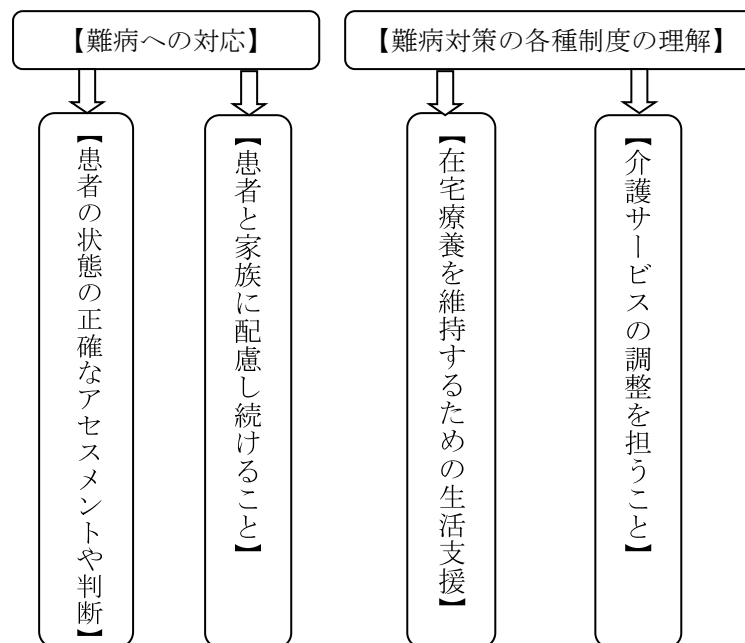 【難病への対応】
【難病対策の各種制度の理解】
【患者の状態の正確なアセスメントや判断】
【患者と家族に配慮し続けること】
【在宅療養を維持するための生活支援】
【介護サービスの調整を担うこと】